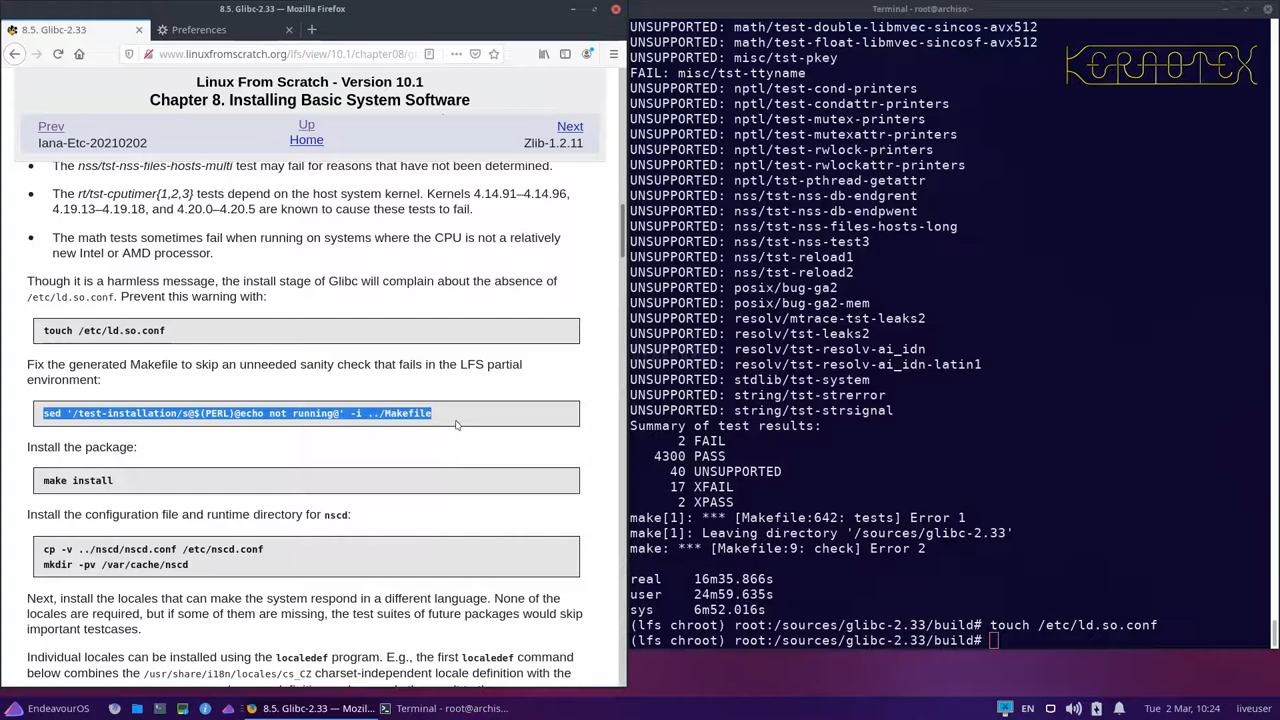 8.5. Glibc-2.33 — Mozilla Firefox
8.5. Glibc-2.33
Preferences
www.linuxfromscratch.org/lfs/view/10.1/chapter08/g
Linux From Scratch - Version 10.1
Chapter 8. Installing Basic System Software
Prev
Up
Next
Iana-Etc-20210202
Home
Zlib-1.2.11
• The nss/tst-nss-files-hosts-multi test may fail for reasons that have not been determined.
• The rt/tst-cputimer{1,2,3} tests depend on the host system kernel. Kernels 4.14.91–4.14.96,
4.19.13–4.19.18, and 4.20.0–4.20.5 are known to cause these tests to fail.
• The math tests sometimes fail when running on systems where the CPU is not a relatively
new Intel or AMD processor.
Though it is a harmless message, the install stage of Glibc will complain about the absence of
/etc/ld.so.conf. Prevent this warning with:
touch /etc/ld.so.conf
Fix the generated Makefile to skip an unneeded sanity check that fails in the LFS partial
environment:
sed '/test-installation/s@$(PERL)@echo not running@' -i ../Makefile
Install the package:
make install
Install the configuration file and runtime directory for nscd:
cp -v ../nscd/nscd.conf /etc/nscd.conf
mkdir -pv /var/cache/nscd
Next, install the locales that can make the system respond in a different language. None of the
locales are required, but if some of them are missing, the test suites of future packages would skip
important testcases.
Individual locales can be installed using the localedef program. E.g., the first localedef command
below combines the /usr/share/i18n/locales/cs_CZ charset-independent locale definition with the
Terminal - root@archiso:~
KERAOTEX
UNSUPPORTED: math/test-double-libmvec-sincos-avx512
UNSUPPORTED: math/test-float-libmvec-sincosf-avx512
UNSUPPORTED: misc/tst-pkey
FAIL: misc/tst-ttyname
UNSUPPORTED: nptl/test-cond-printers
UNSUPPORTED: nptl/test-condattr-printers
UNSUPPORTED: nptl/test-mutex-printers
UNSUPPORTED: nptl/test-mutexattr-printers
UNSUPPORTED: nptl/test-rwlock-printers
UNSUPPORTED: nptl/test-rwlockattr-printers
UNSUPPORTED: nptl/tst-pthread-getattr
UNSUPPORTED: nss/tst-nss-db-endgrent
UNSUPPORTED: nss/tst-nss-db-endpwent
UNSUPPORTED: nss/tst-nss-files-hosts-long
UNSUPPORTED: nss/tst-nss-test3
UNSUPPORTED: nss/tst-reload1
UNSUPPORTED: nss/tst-reload2
UNSUPPORTED: posix/bug-ga2
UNSUPPORTED: posix/bug-ga2-mem
UNSUPPORTED: resolv/mtrace-tst-leaks2
UNSUPPORTED: resolv/tst-leaks2
UNSUPPORTED: resolv/tst-resolv-ai_idn
UNSUPPORTED: resolv/tst-resolv-ai_idn-latin1
UNSUPPORTED: stdlib/tst-system
UNSUPPORTED: string/tst-strerror
UNSUPPORTED: string/tst-strsignal
Summary of test results:
2 FAIL
4300 PASS
40 UNSUPPORTED
17 XFAIL
2 XPASS
make[1]: *** [Makefile:642: tests] Error 1
make[1]: Leaving directory '/sources/glibc-2.33'
make: *** [Makefile:9: check] Error 2
real 16m35.866s
user 24m59.635s
sys 6m52.016s
(lfs chroot) root:/sources/glibc-2.33/build# touch /etc/ld.so.conf
(lfs chroot) root:/sources/glibc-2.33/build#
EndeavourOS
8.5. Glibc-2.33 — Mozil...
Terminal - root@archis...
EN
Tue 2 Mar, 10:24
liveuser